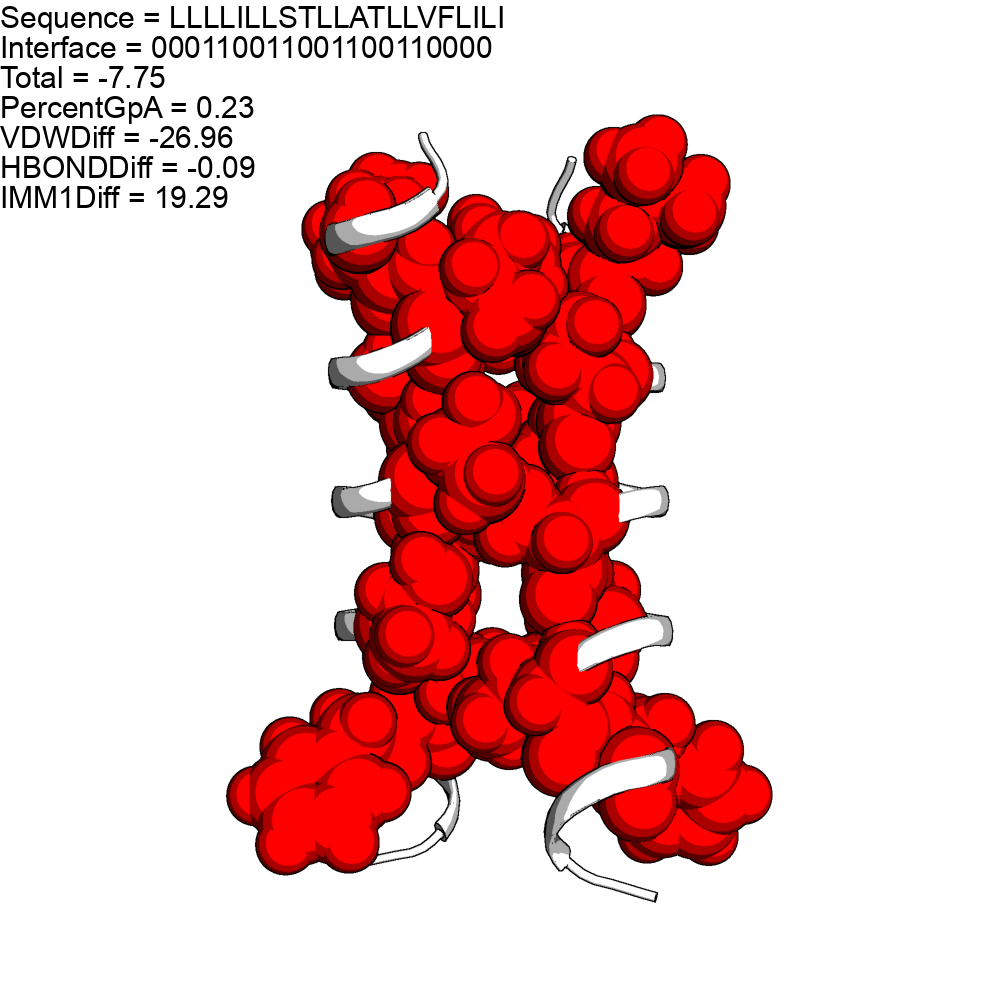 Sequence = LLLLILLSTLLATLLVFLILI
Interface = 000110011001100110000
Total = -7.75
PercentGpA = 0.23
VDWDiff = -26.96
HBONDDiff = -0.09
IMM1Diff = 19.29